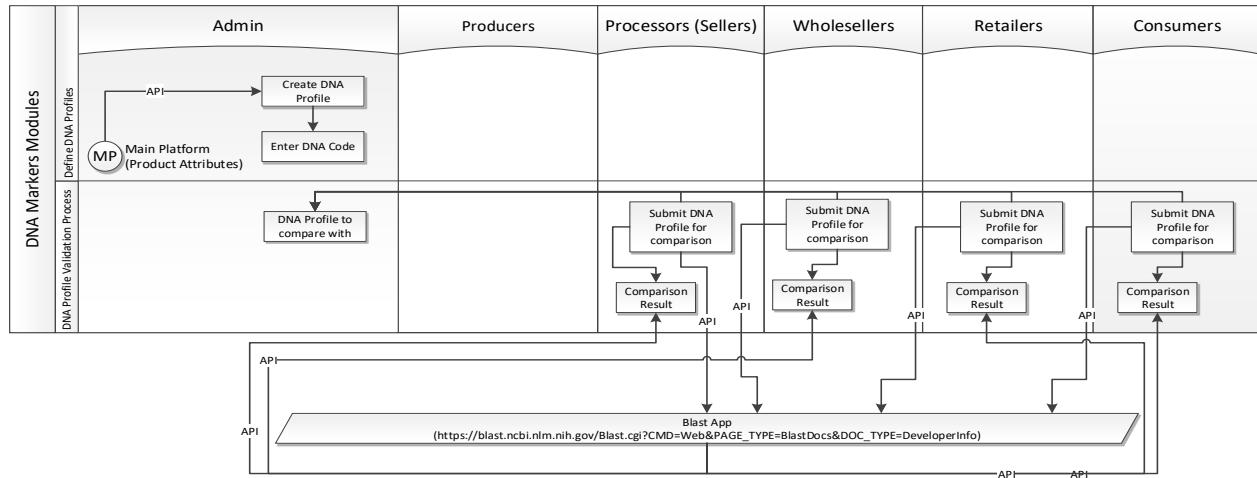 Admin
Producers
Processors (Sellers)
Wholesellers
Retailers
Consumers
DNA Markers Modules
Define DNA Profiles
API
Create DNA
Profile
Enter DNA Code
MP
Main Platform
(Product Attributes)
DNA Profile Validation Process
DNA Profile to
compare with
Submit DNA
Profile for
comparison
Submit DNA
Profile for
comparison
Submit DNA
Profile for
comparison
Submit DNA
Profile for
comparison
Comparison
Result
Comparison
Result
Comparison
Result
Comparison
Result
API
API
API
API
API
API
Blast App
(https://blast.ncbi.nlm.nih.gov/Blast.cgi?CMD=Web&PAGE_TYPE=BlastDocs&DOC_TYPE=DeveloperInfo)
API
API